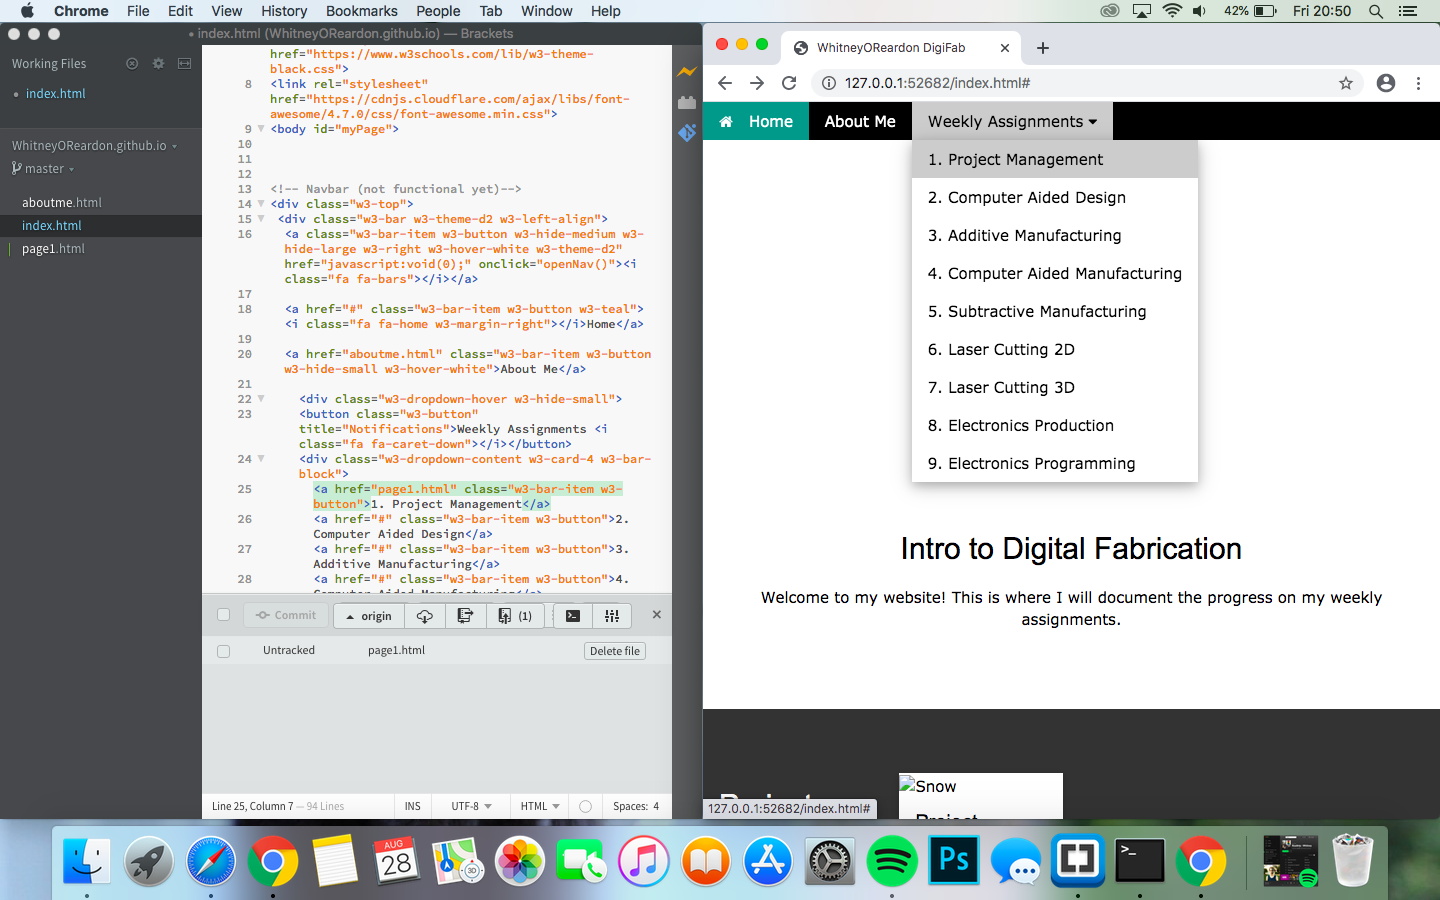 Chrome File Edit View History Bookmarks People Tab Window Help 42% Fri 20:50
• index.html (WhitneyOReardon.github.io) — Brackets
Working Files
• index.html
WhitneyOReardon.github.io
master
aboutme.html
index.html
page1.html
href="https://www.w3schools.com/lib/w3-theme-
black.css">
8 <link rel="stylesheet"
href="https://cdnjs.cloudflare.com/ajax/libs/font-
awesome/4.7.0/css/font-awesome.min.css">
9 <body id="myPage">
10
11
12
13 <!-- Navbar (not functional yet)-->
14 <div class="w3-top">
15 <div class="w3-bar w3-theme-d2 w3-left-align">
16 <a class="w3-bar-item w3-button w3-hide-medium w3-
hide-large w3-right w3-hover-white w3-theme-d2"
href="javascript:void(0);" onclick="openNav()"><i
class="fa fa-bars"></i></a>
17
18 <a href="#" class="w3-bar-item w3-button w3-teal">
<i class="fa fa-home w3-margin-right"></i>Home</a>
19
20 <a href="aboutme.html" class="w3-bar-item w3-button
w3-hide-small w3-hover-white">About Me</a>
21
22 <div class="w3-dropdown-hover w3-hide-small">
23 <button class="w3-button"
title="Notifications">Weekly Assignments <i
class="fa fa-caret-down"></i></button>
24 <div class="w3-dropdown-content w3-card-4 w3-bar-
block">
25 <a href="page1.html" class="w3-bar-item w3-
button">1. Project Management</a>
26 <a href="#" class="w3-bar-item w3-button">2.
Computer Aided Design</a>
27 <a href="#" class="w3-bar-item w3-button">3.
Additive Manufacturing</a>
28 <a href="#" class="w3-bar-item w3-button">4.
Computer Aided Manufacturing</a>
Commit origin (1)
Untracked page1.html Delete file
Line 25, Column 7 — 94 Lines INS UTF-8 HTML Spaces: 4
WhitneyOReardon DigiFab
127.0.0.1:52682/index.html#
Home About Me Weekly Assignments
1. Project Management
2. Computer Aided Design
3. Additive Manufacturing
4. Computer Aided Manufacturing
5. Subtractive Manufacturing
6. Laser Cutting 2D
7. Laser Cutting 3D
8. Electronics Production
9. Electronics Programming
Intro to Digital Fabrication
Welcome to my website! This is where I will document the progress on my weekly
assignments.
Snow
Project
127.0.0.1:52682/index.html#
AUG
28
3D
Ps
>_